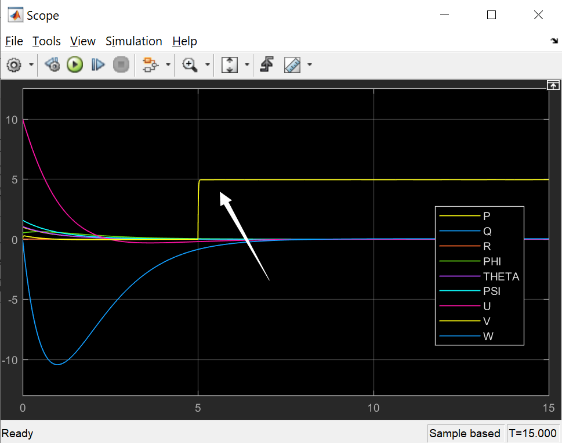 Scope
File Tools View Simulation Help
10
5
0
-5
-10
0 5 10 15
P
Q
R
PHI
THETA
PSI
U
V
W
Ready Sample based T=15.000